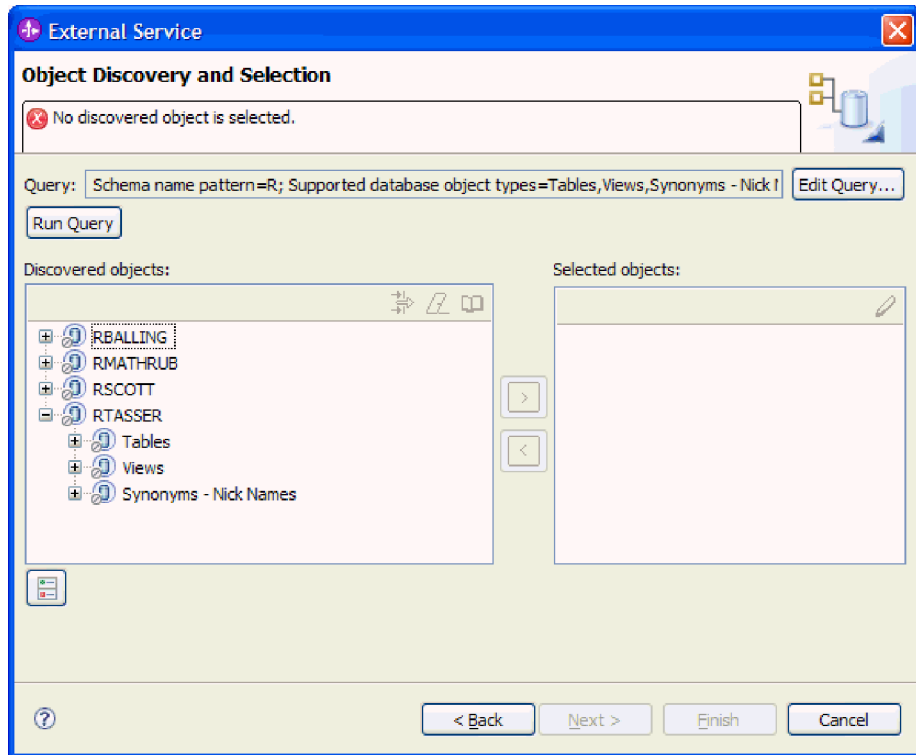 External Service
Object Discovery and Selection
No discovered object is selected.
Query: Schema name pattern=R; Supported database object types=Tables,Views,Synonyms - Nick Edit Query...
Run Query
Discovered objects:
Selected objects:
RBALLING
RMATHRUB
RSCOTT
RTASSER
Tables
Views
Synonyms - Nick Names
>
<
< Back Next > Finish Cancel